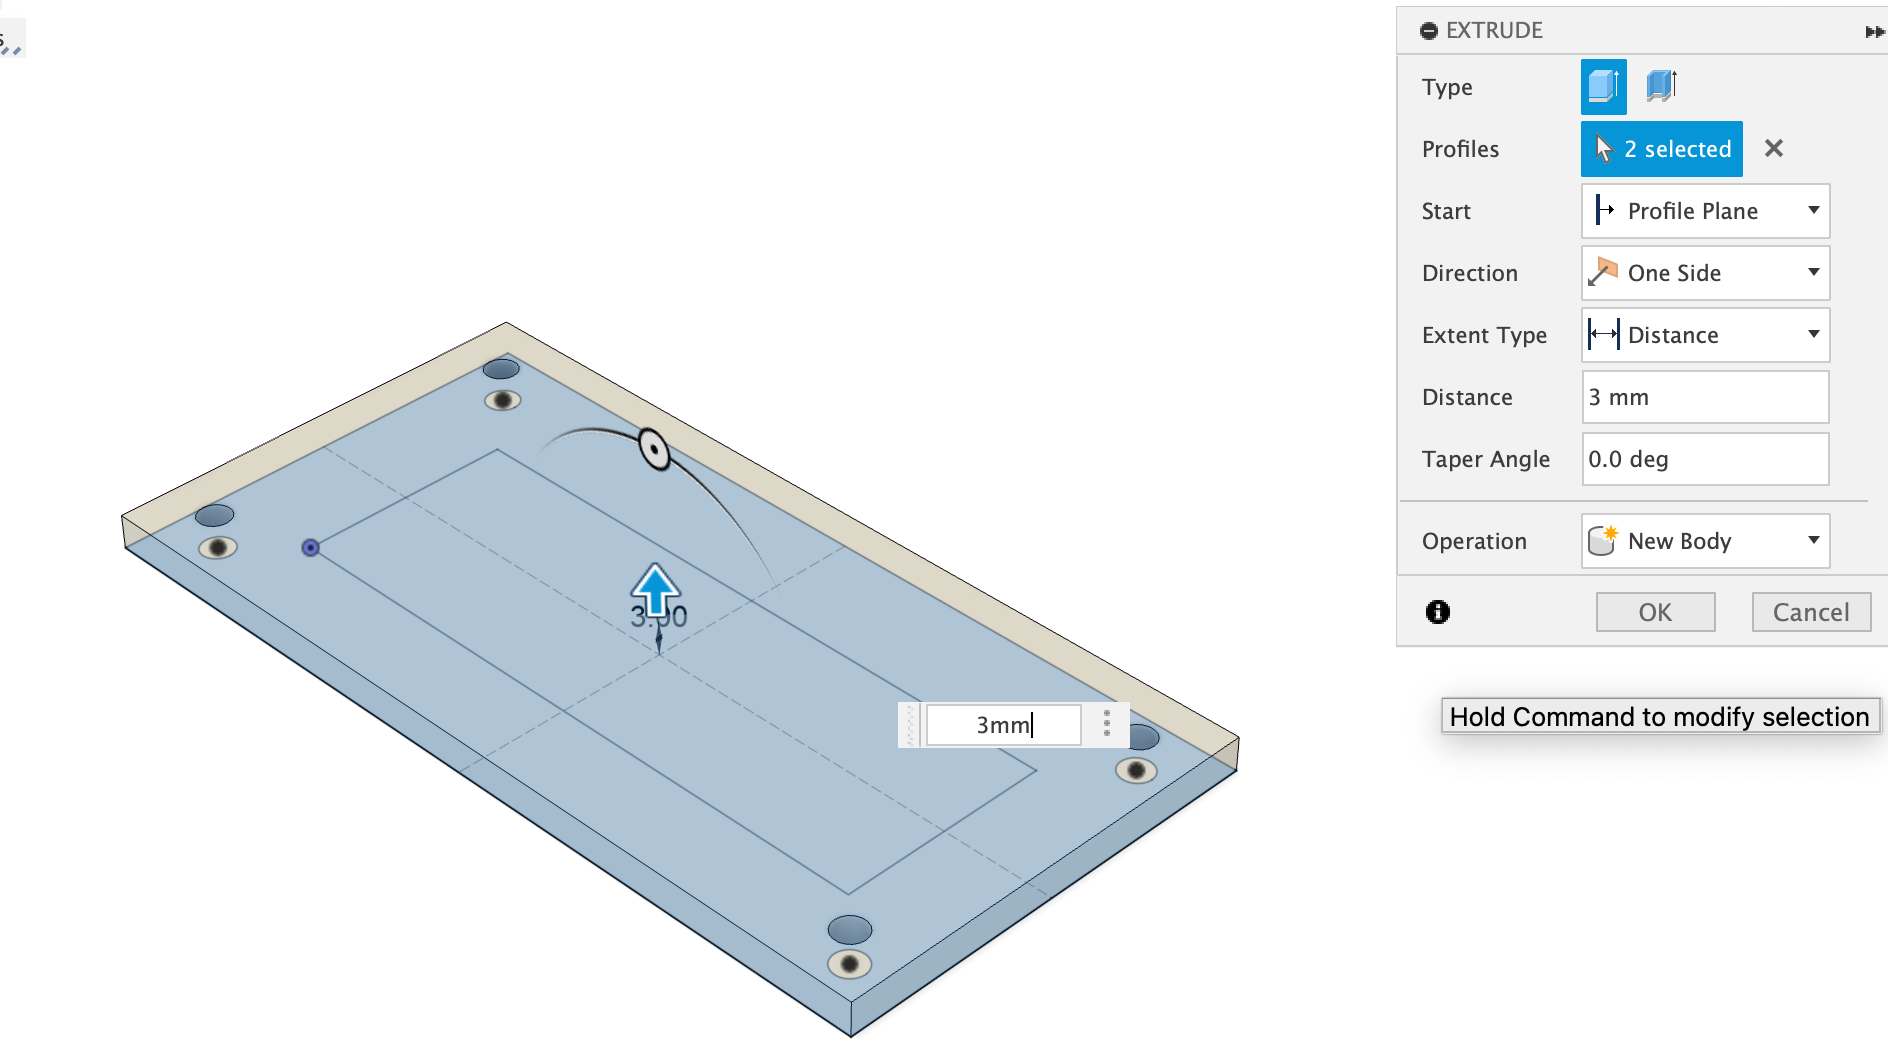 s
EXTRUDE
Type
Profiles 2 selected
Start Profile Plane
Direction One Side
Extent Type Distance
Distance 3 mm
Taper Angle 0.0 deg
Operation New Body
OK Cancel
3.00
3mm
Hold Command to modify selection